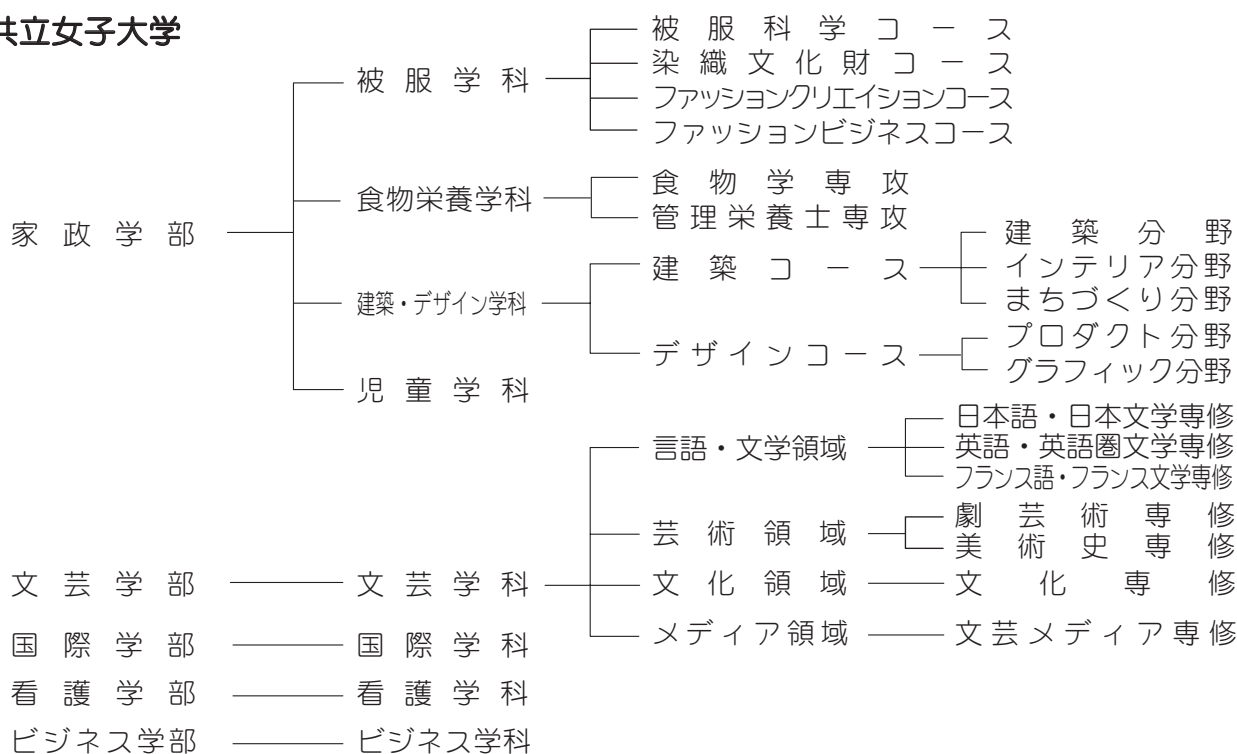 共立女子大学
被服科学コース
染織文化財コース
被服学科
ファッションクリエイションコース
ファッションビジネスコース
食物学専攻
食物栄養学科
管理栄養士専攻
家政学部
建築分野
建築コース
インテリア分野
まちづくり分野
建築・デザイン学科
プロダクト分野
デザインコース
グラフィック分野
児童学科
日本語・日本文学専修
言語・文学領域
英語・英語圏文学専修
フランス語・フランス文学専修
劇芸術専修
芸術領域
美術史専修
文芸学部 文芸学科 文化領域 文化専修
メディア領域 文芸メディア専修
国際学部 国際学科
看護学部 看護学科
ビジネス学部 ビジネス学科